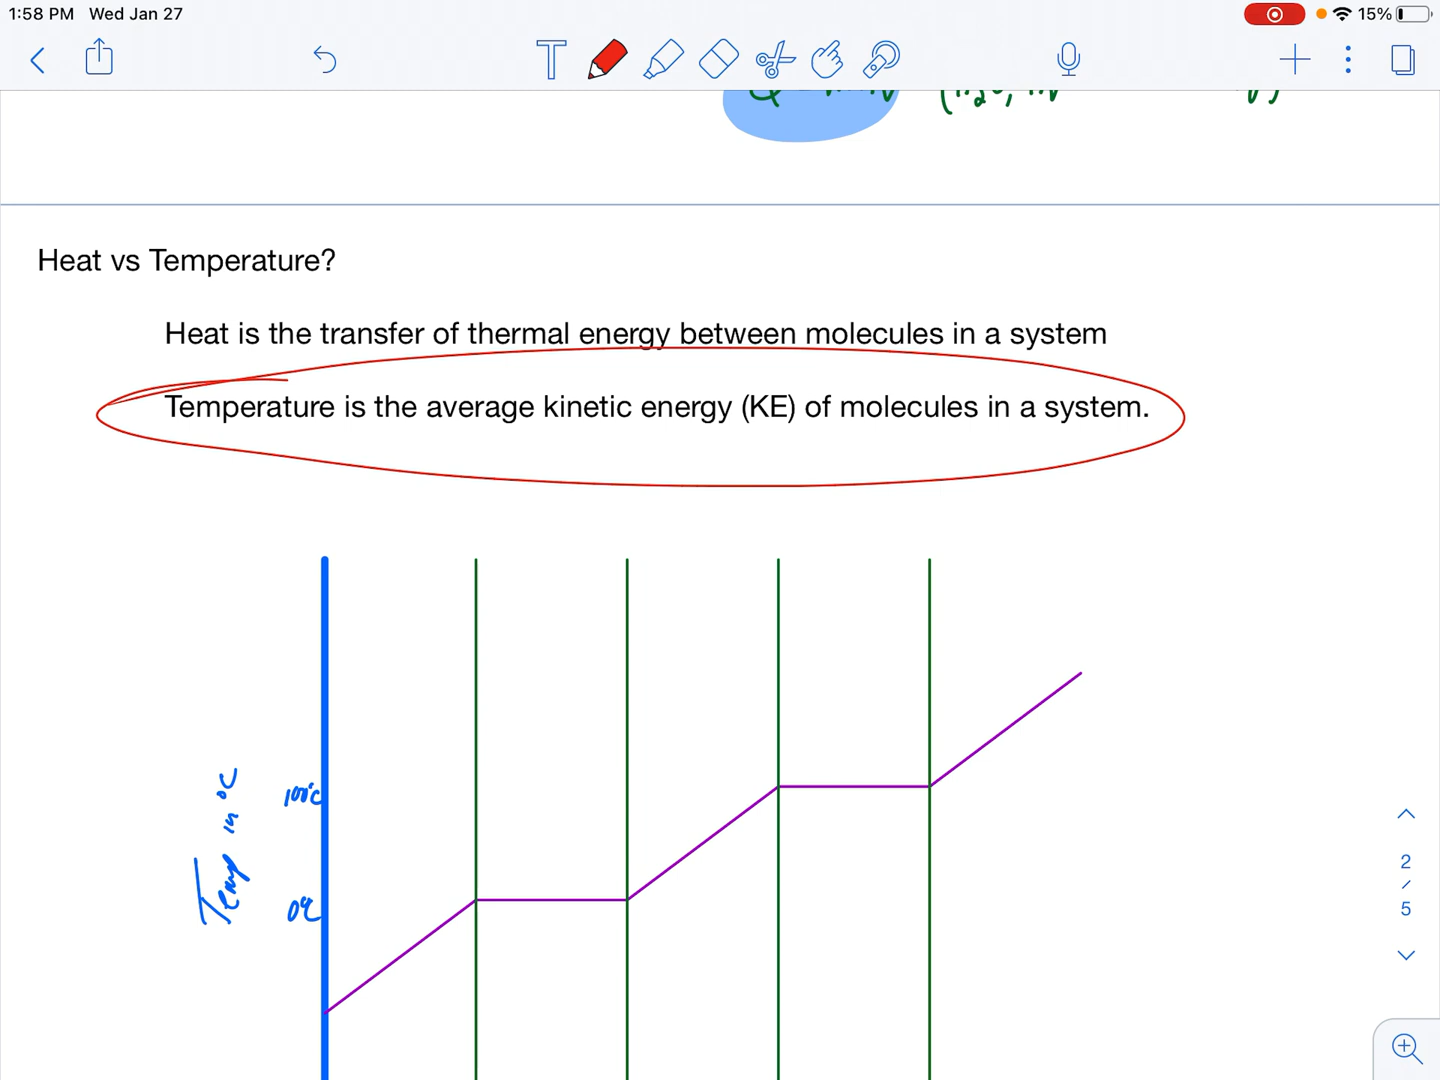 1:58 PM Wed Jan 27
15%
T
Heat vs Temperature?
Heat is the transfer of thermal energy between molecules in a system
Temperature is the average kinetic energy (KE) of molecules in a system.
Temp in °C
100°C
0°C
2
/
5